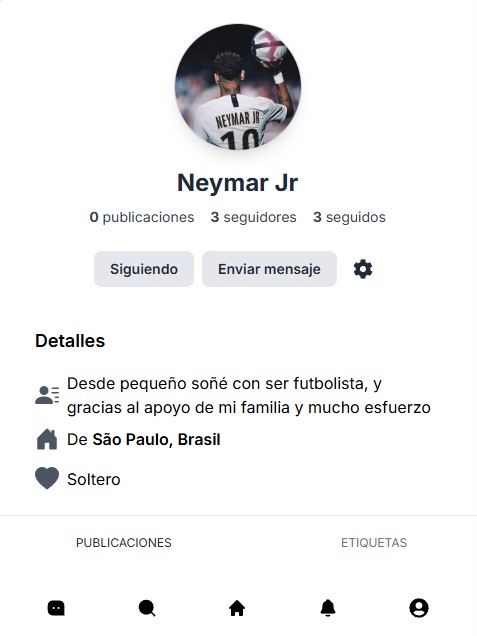 NEYMAR JR
10
Neymar Jr
0 publicaciones 3 seguidores 3 seguidos
Siguiendo Enviar mensaje
Detalles
Desde pequeño soñé con ser futbolista, y
gracias al apoyo de mi familia y mucho esfuerzo
De São Paulo, Brasil
Soltero
PUBLICACIONES ETIQUETAS